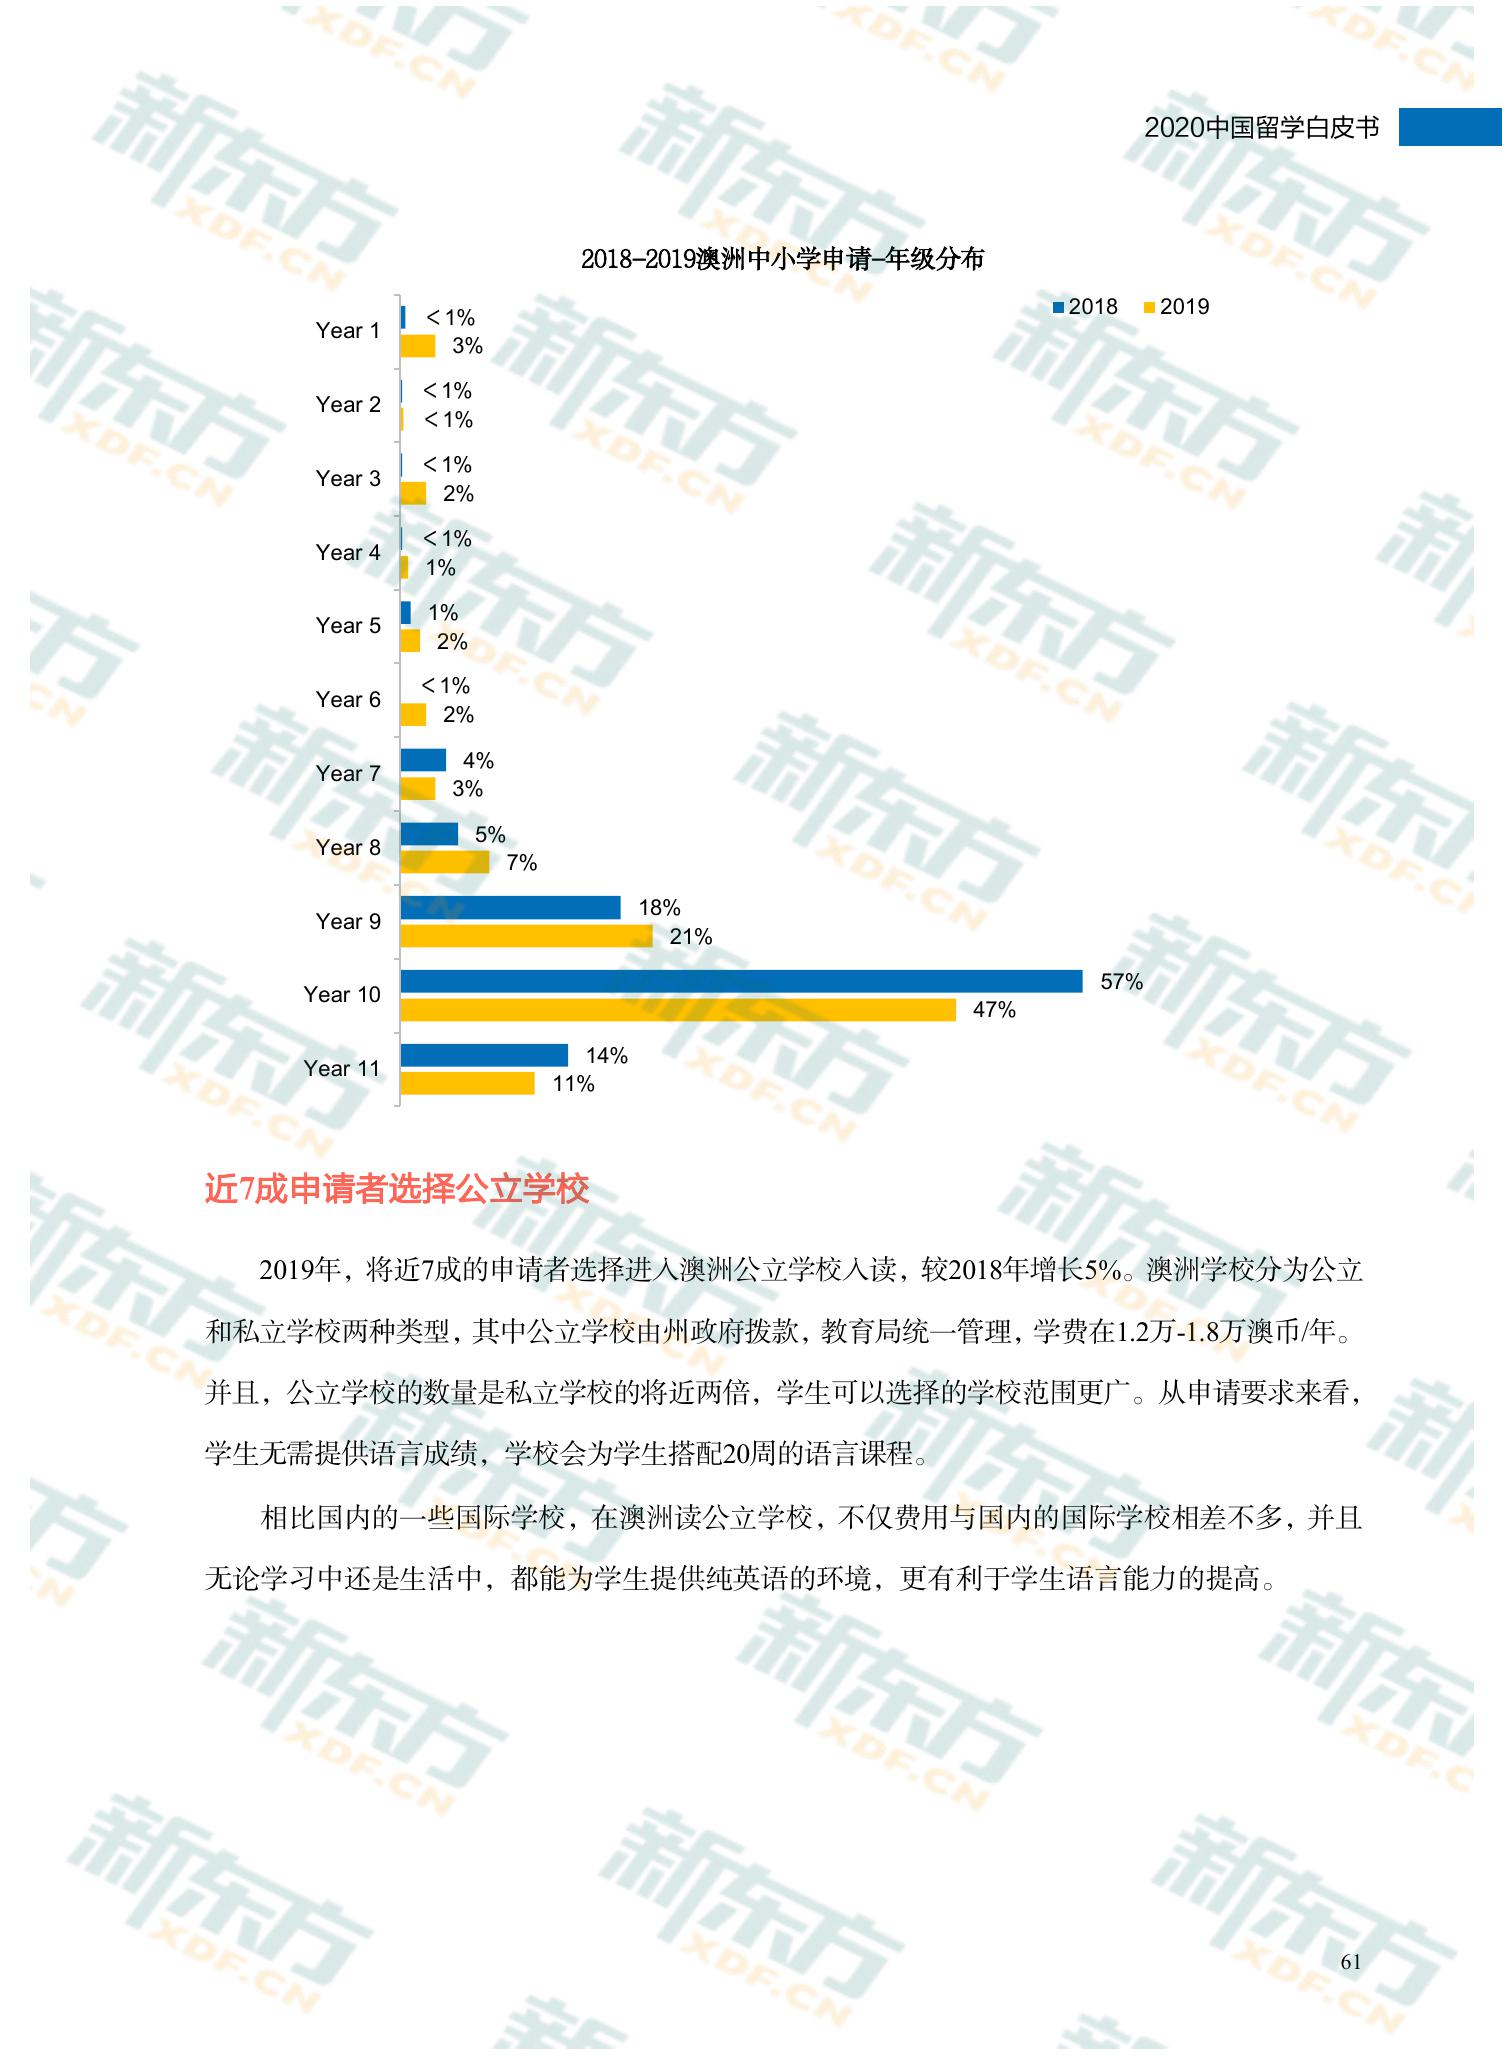 2020中国留学白皮书
2018-2019澳洲中小学申请-年级分布
2018 2019
Year 1 <1%
3%
Year 2 <1%
<1%
Year 3 <1%
2%
Year 4 <1%
1%
Year 5 1%
2%
Year 6 <1%
2%
Year 7 4%
3%
Year 8 5%
7%
Year 9 18%
21%
Year 10 57%
47%
Year 11 14%
11%
近7成申请者选择公立学校
2019年，将近7成的申请者选择进入澳洲公立学校入读，较2018年增长5%。澳洲学校分为公立
和私立学校两种类型，其中公立学校由州政府拨款，教育局统一管理，学费在1.2万-1.8万澳币/年。
并且，公立学校的数量是私立学校的将近两倍，学生可以选择的学校范围更广。从申请要求来看，
学生无需提供语言成绩，学校会为学生搭配20周的语言课程。
相比国内的一些国际学校，在澳洲读公立学校，不仅费用与国内的国际学校相差不多，并且
无论学习中还是生活中，都能为学生提供纯英语的环境，更有利于学生语言能力的提高。
61
新东方
XDF.CN